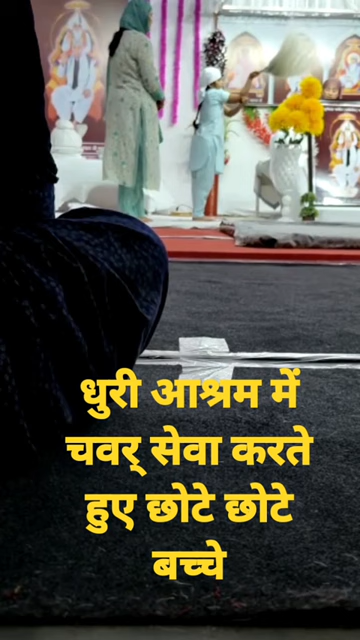 धुरी आश्रम में
चवर् सेवा करते
हुए छोटे छोटे
बच्चे